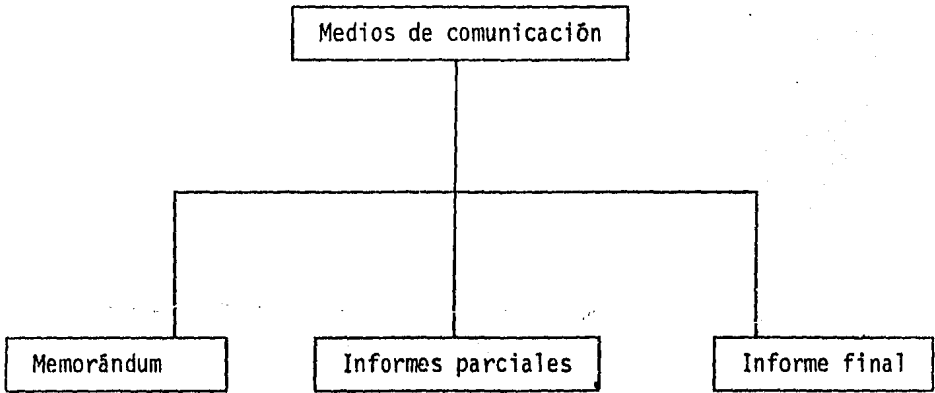 Medios de comunicación
Memorándum
Informes parciales
Informe final